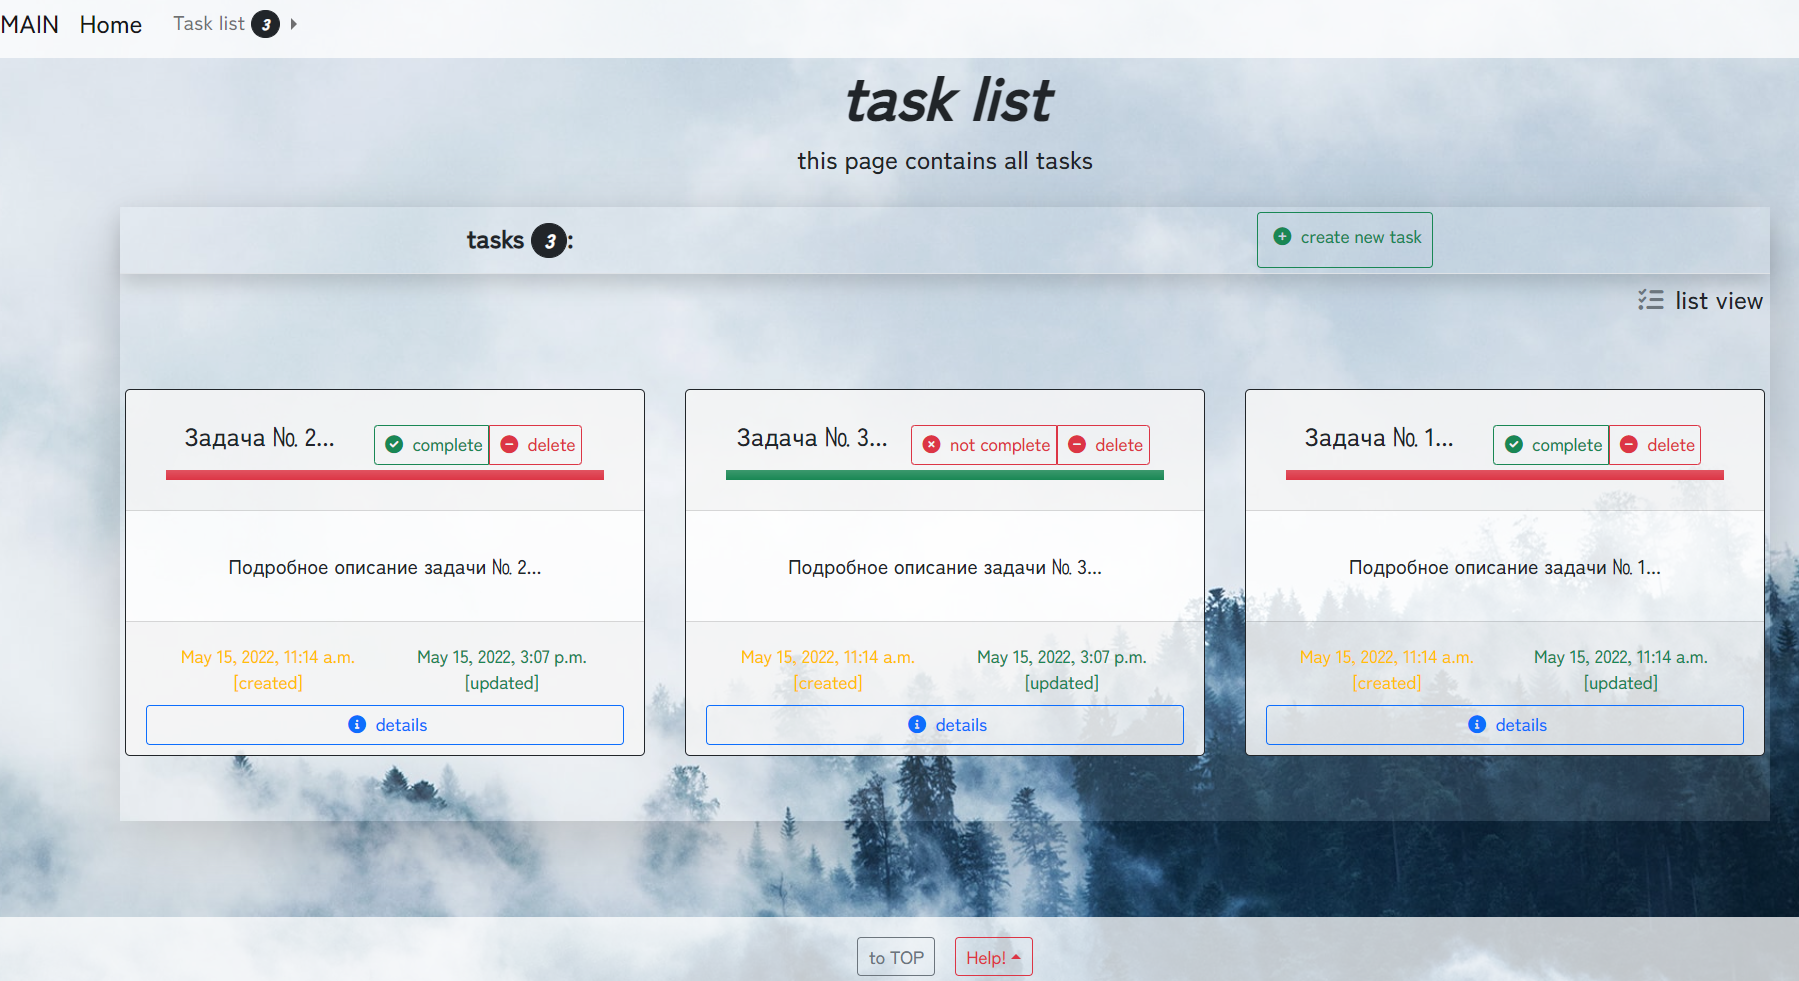 MAIN Home Task list 3
task list
this page contains all tasks
tasks 3:
create new task
list view
Задача №. 2...
complete
delete
Подробное описание задачи №. 2...
May 15, 2022, 11:14 a.m.
[created]
May 15, 2022, 3:07 p.m.
[updated]
details
Задача №. 3...
not complete
delete
Подробное описание задачи №. 3...
May 15, 2022, 11:14 a.m.
[created]
May 15, 2022, 3:07 p.m.
[updated]
details
Задача №. 1...
complete
delete
Подробное описание задачи №. 1...
May 15, 2022, 11:14 a.m.
[created]
May 15, 2022, 11:14 a.m.
[updated]
details
to TOP
Help!